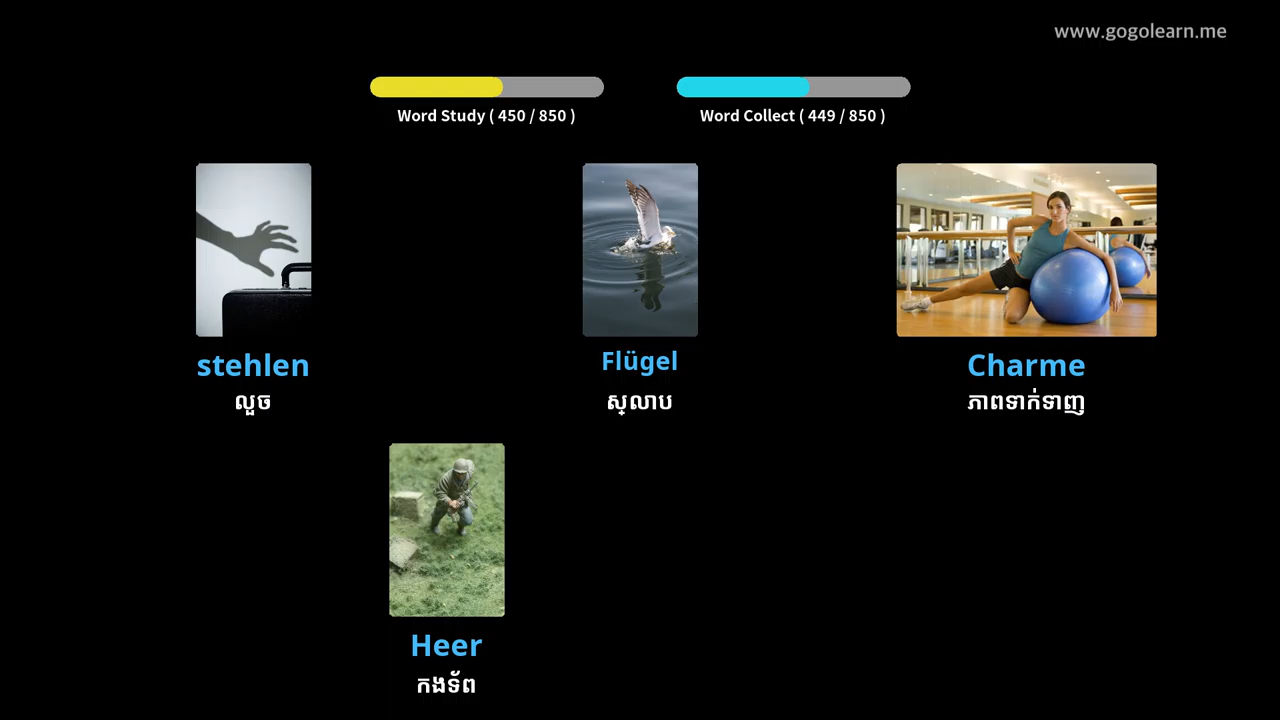 www.gogolearn.me
Word Study ( 450 / 850 )
Word Collect ( 449 / 850 )
stehlen
លួច
Flügel
ស្លាប
Charme
ភាពទាក់ទាញ
Heer
កងទ័ព